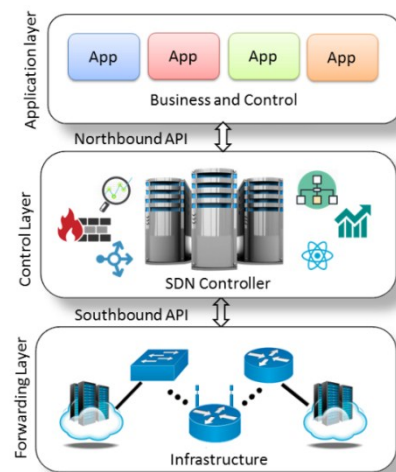 Application layer
App App App App
Business and Control
Northbound API
Control Layer
SDN Controller
Southbound API
Forwarding Layer
Infrastructure